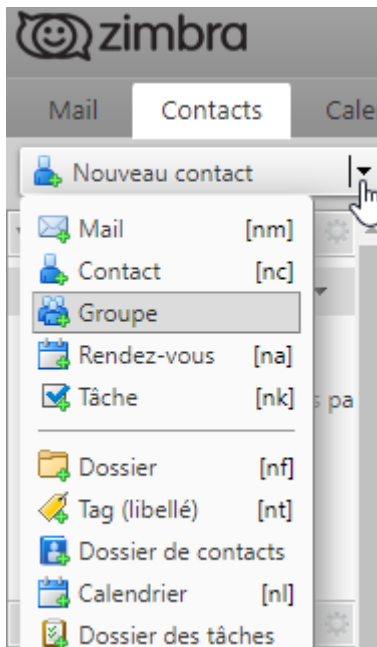 zimbra
Mail Contacts Cale
Nouveau contact
Mail [nm]
Contact [nc]
Groupe
Rendez-vous [na]
Tâche [nk]
s pa
Dossier [nf]
Tag (libellé) [nt]
Dossier de contacts
Calendrier [nl]
Dossier des tâches